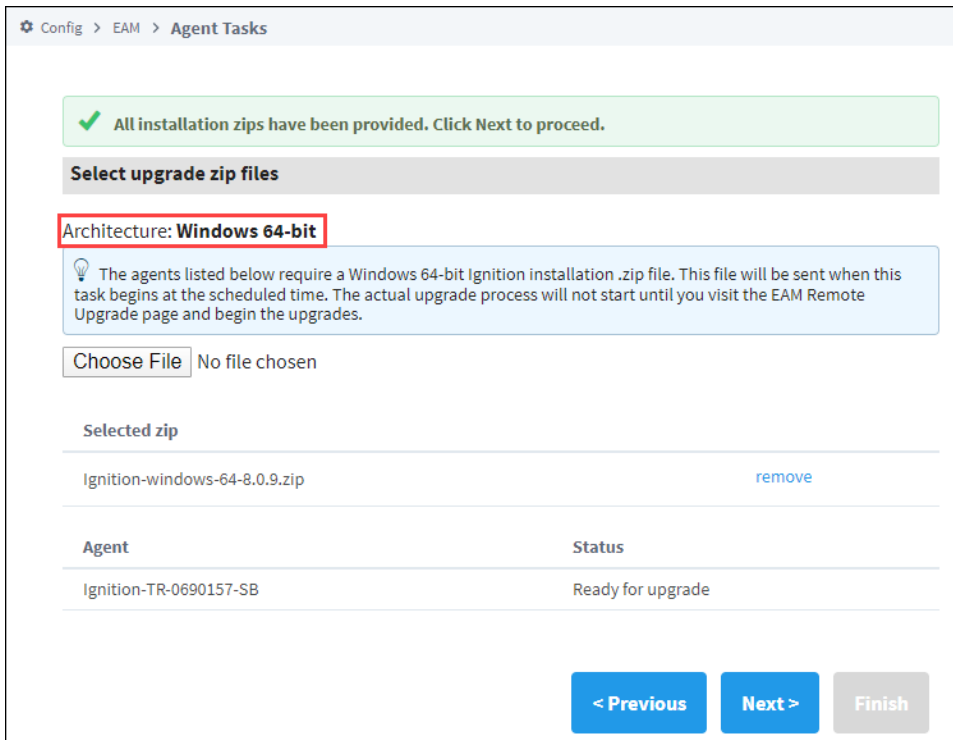 Config > EAM > Agent Tasks
All installation zips have been provided. Click Next to proceed.
Select upgrade zip files
Architecture: Windows 64-bit
The agents listed below require a Windows 64-bit Ignition installation .zip file. This file will be sent when this
task begins at the scheduled time. The actual upgrade process will not start until you visit the EAM Remote
Upgrade page and begin the upgrades.
Choose File No file chosen
Selected zip
Ignition-windows-64-8.0.9.zip remove
Agent Status
Ignition-TR-0690157-SB Ready for upgrade
< Previous Next > Finish